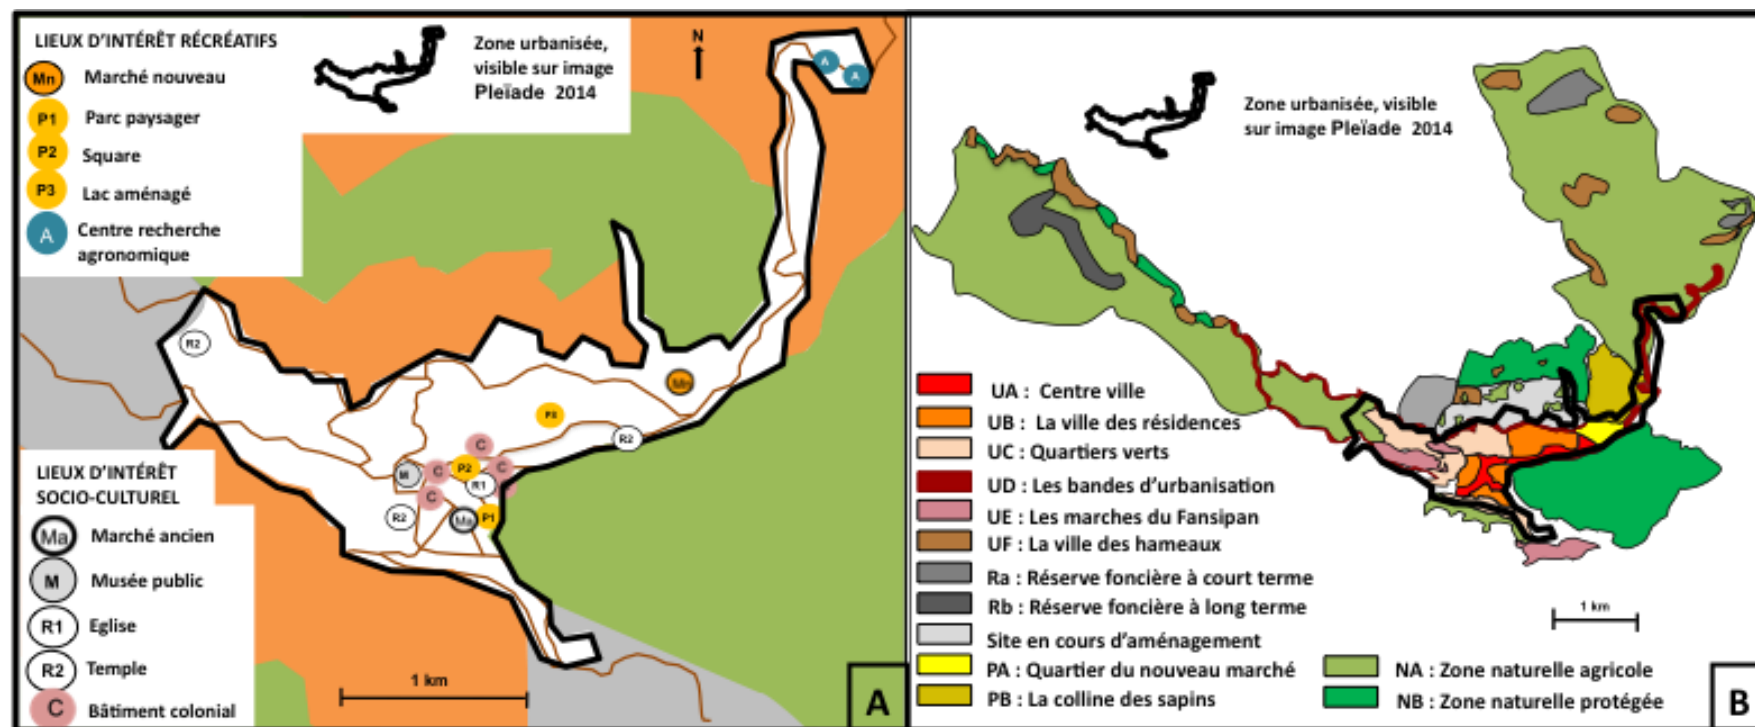 LIEUX D'INTÉRÊT RÉCRÉATIFS
Mn Marché nouveau
P1 Parc paysager
P2 Square
P3 Lac aménagé
A Centre recherche
agronomique
Zone urbanisée,
visible sur image
Pleïade 2014
N
A
A
R2
Mn
P3
R2
C
M
C
P2
C
R1
C
R2
Ma
P1
LIEUX D'INTÉRÊT
SOCIO-CULTUREL
Ma Marché ancien
M Musée public
R1 Eglise
R2 Temple
C Bâtiment colonial
1 km
A
Zone urbanisée, visible
sur image Pleïade 2014
UA : Centre ville
UB : La ville des résidences
UC : Quartiers verts
UD : Les bandes d'urbanisation
UE : Les marches du Fansipan
UF : La ville des hameaux
Ra : Réserve foncière à court terme
Rb : Réserve foncière à long terme
Site en cours d'aménagement
PA : Quartier du nouveau marché
PB : La colline des sapins
1 km
NA : Zone naturelle agricole
NB : Zone naturelle protégée
B